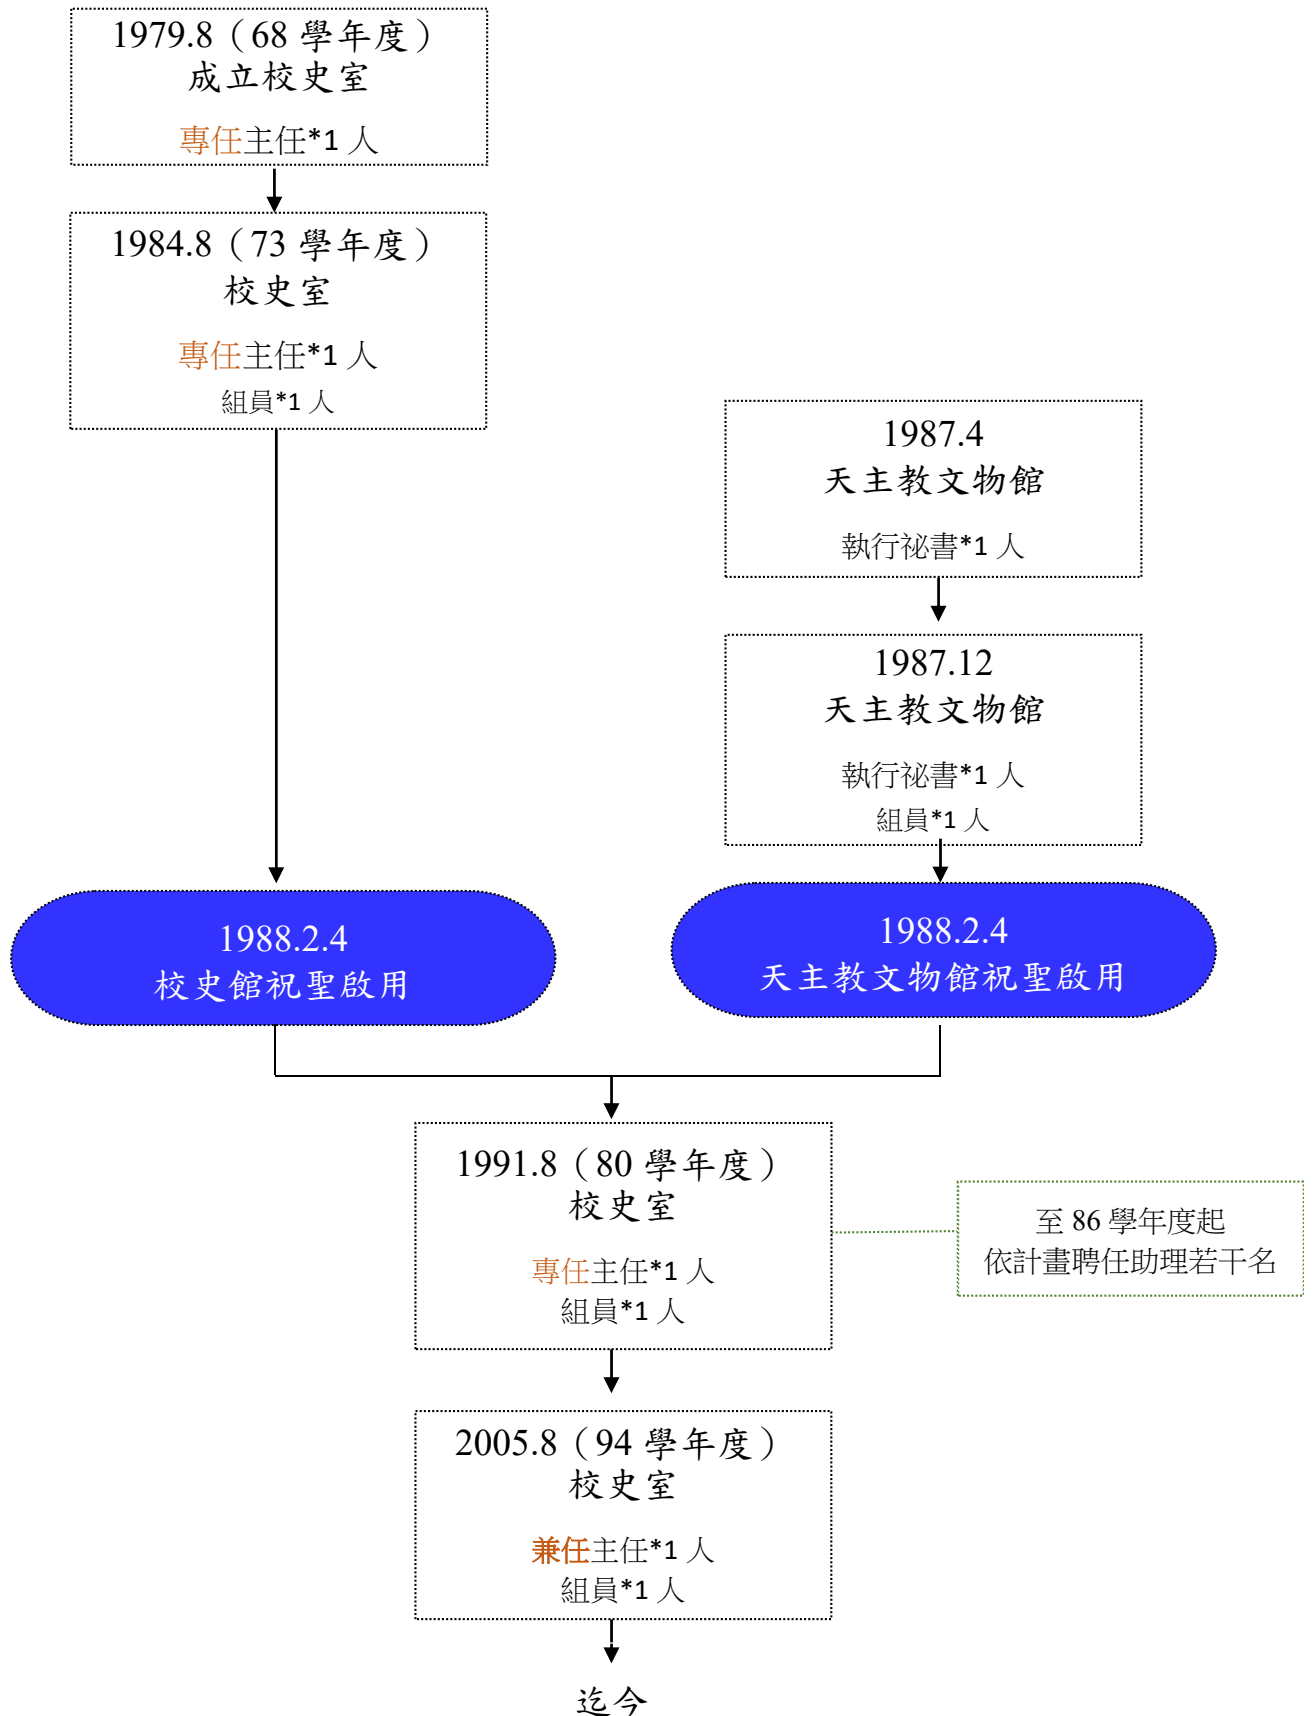 1979.8（68 學年度）
成立校史室
專任主任*1 人
1984.8（73 學年度）
校史室
專任主任*1 人
組員*1 人
1987.4
天主教文物館
執行祕書*1 人
1987.12
天主教文物館
執行祕書*1 人
組員*1 人
1988.2.4
校史館祝聖啟用
1988.2.4
天主教文物館祝聖啟用
1991.8（80 學年度）
校史室
專任主任*1 人
組員*1 人
至 86 學年度起
依計畫聘任助理若干名
2005.8（94 學年度）
校史室
兼任主任*1 人
組員*1 人
迄今